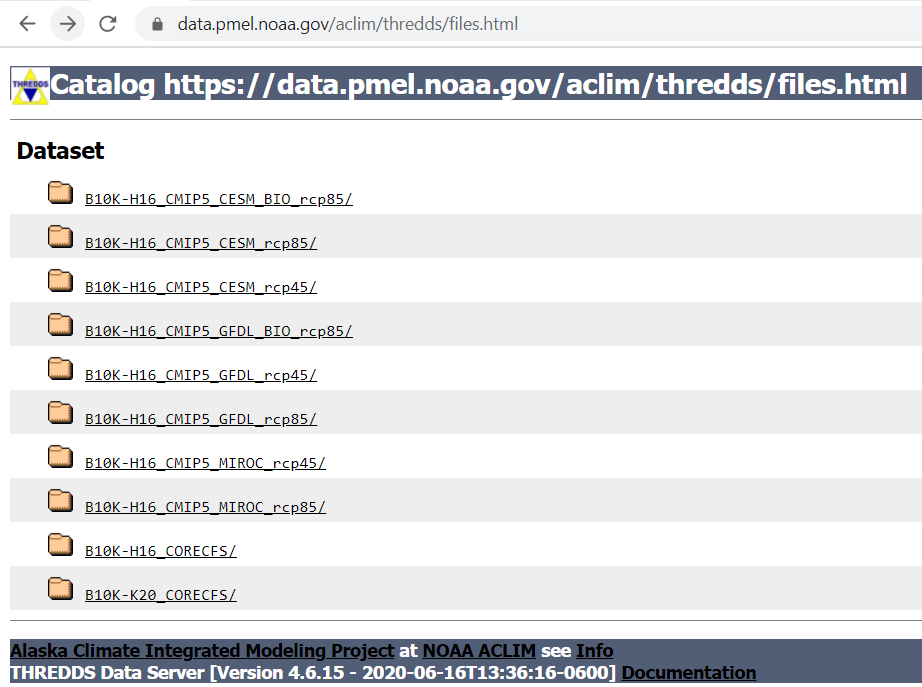 data.pmel.noaa.gov/aclim/thredds/files.html
THREDDS
Catalog https://data.pmel.noaa.gov/aclim/thredds/files.html
Dataset
B10K-H16_CMIP5_CESM_BIO_rcp85/
B10K-H16_CMIP5_CESM_rcp85/
B10K-H16_CMIP5_CESM_rcp45/
B10K-H16_CMIP5_GFDL_BIO_rcp85/
B10K-H16_CMIP5_GFDL_rcp45/
B10K-H16_CMIP5_GFDL_rcp85/
B10K-H16_CMIP5_MIROC_rcp45/
B10K-H16_CMIP5_MIROC_rcp85/
B10K-H16_CORECFS/
B10K-K20_CORECFS/
Alaska Climate Integrated Modeling Project at NOAA ACLIM see Info
THREDDS Data Server [Version 4.6.15 - 2020-06-16T13:36:16-0600] Documentation